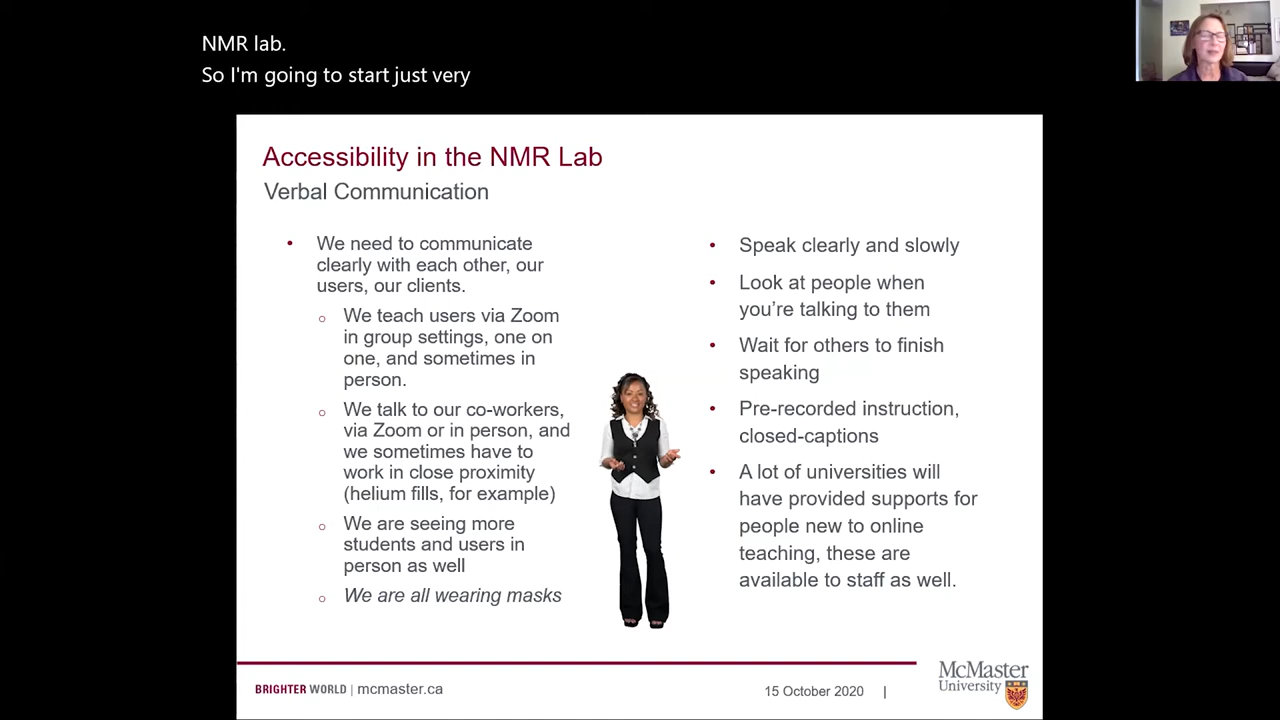 NMR lab.
So I'm going to start just very
Accessibility in the NMR Lab
Verbal Communication
• We need to communicate
clearly with each other, our
users, our clients.
○ We teach users via Zoom
in group settings, one on
one, and sometimes in
person.
○ We talk to our co-workers,
via Zoom or in person, and
we sometimes have to
work in close proximity
(helium fills, for example)
○ We are seeing more
students and users in
person as well
○ We are all wearing masks
• Speak clearly and slowly
• Look at people when
you’re talking to them
• Wait for others to finish
speaking
• Pre-recorded instruction,
closed-captions
• A lot of universities will
have provided supports for
people new to online
teaching, these are
available to staff as well.
BRIGHTER WORLD | mcmaster.ca
15 October 2020 |
McMaster
University